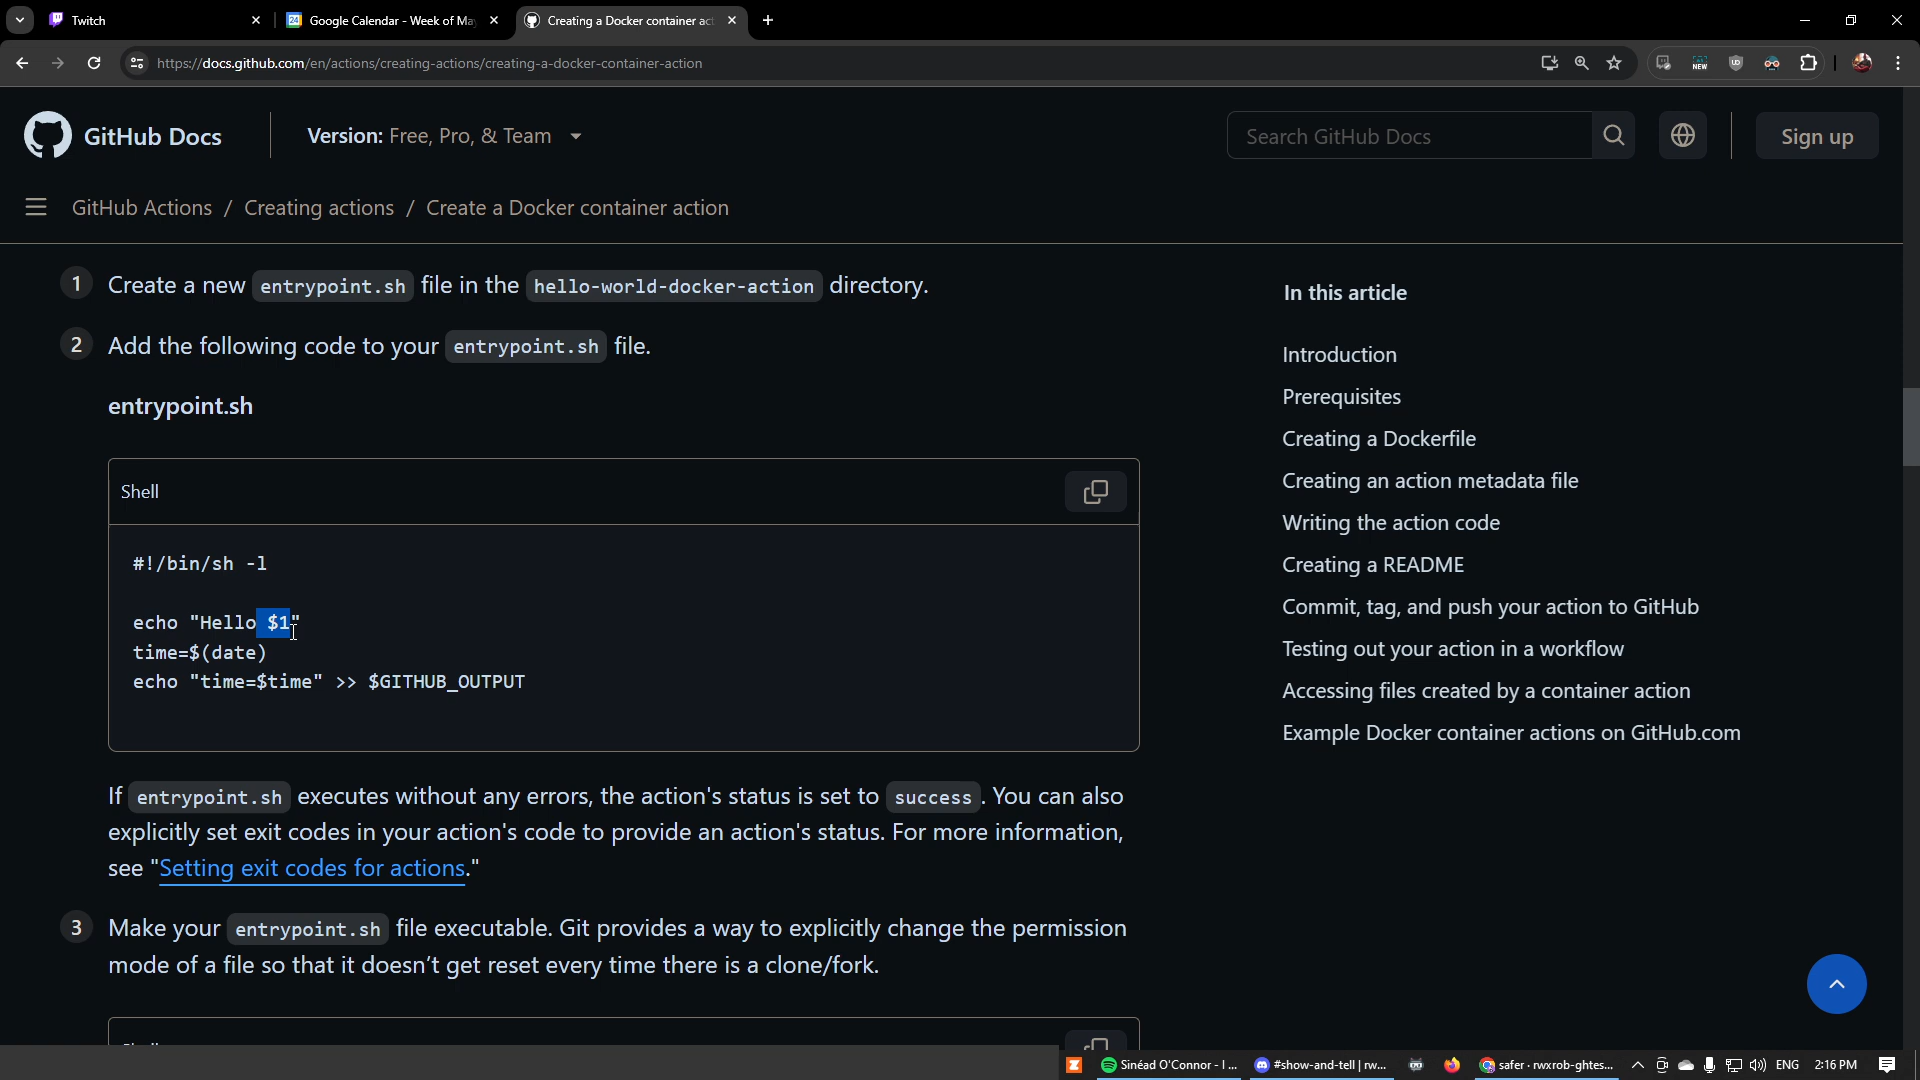 Twitch
Google Calendar - Week of Ma
Creating a Docker container act
https://docs.github.com/en/actions/creating-actions/creating-a-docker-container-action
NEW
GitHub Docs
Version: Free, Pro, & Team
Search GitHub Docs
Sign up
GitHub Actions / Creating actions / Create a Docker container action
1 Create a new entrypoint.sh file in the hello-world-docker-action directory.
2 Add the following code to your entrypoint.sh file.
entrypoint.sh
Shell
#!/bin/sh -l
echo "Hello $1"
time=$(date)
echo "time=$time" >> $GITHUB_OUTPUT
If entrypoint.sh executes without any errors, the action's status is set to success. You can also
explicitly set exit codes in your action's code to provide an action's status. For more information,
see "Setting exit codes for actions."
3 Make your entrypoint.sh file executable. Git provides a way to explicitly change the permission
mode of a file so that it doesn't get reset every time there is a clone/fork.
In this article
Introduction
Prerequisites
Creating a Dockerfile
Creating an action metadata file
Writing the action code
Creating a README
Commit, tag, and push your action to GitHub
Testing out your action in a workflow
Accessing files created by a container action
Example Docker container actions on GitHub.com
Sinéad O'Connor - I ...
#show-and-tell | rw...
safer · rwxrob-ghtes...
ENG
2:16 PM